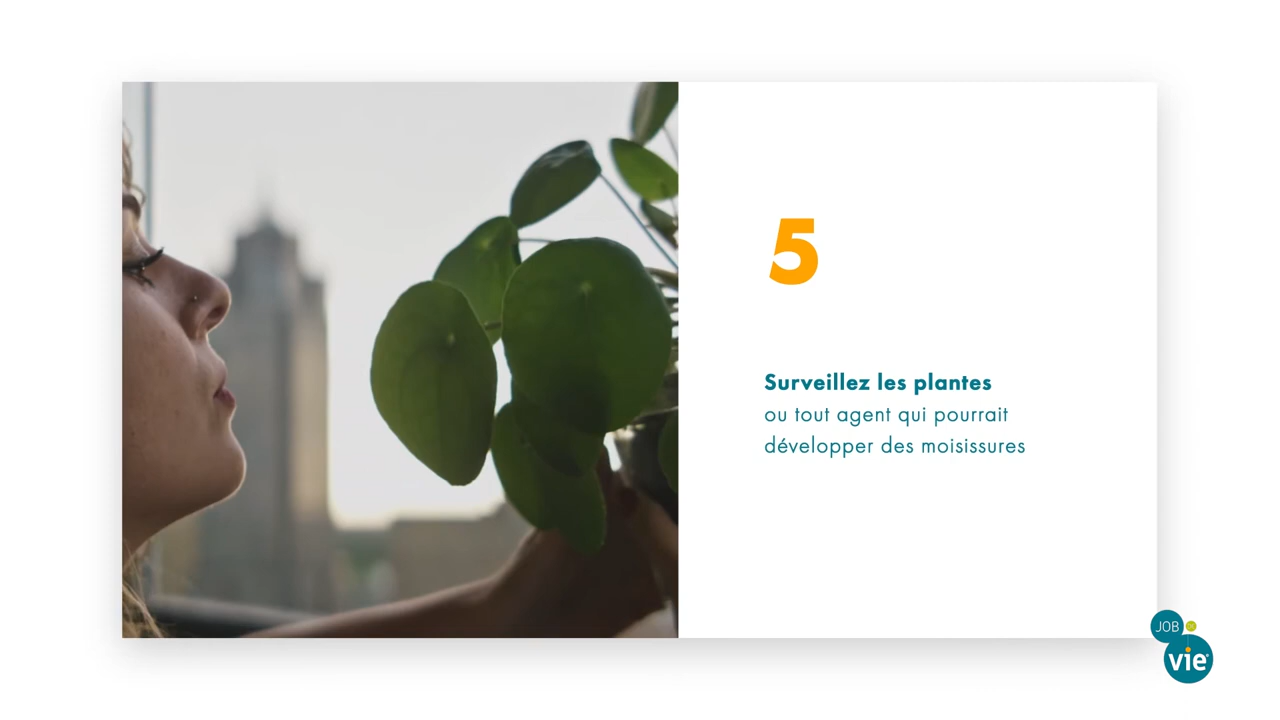 5
Surveillez les plantes
ou tout agent qui pourrait
développer des moisissures
JOB
vie